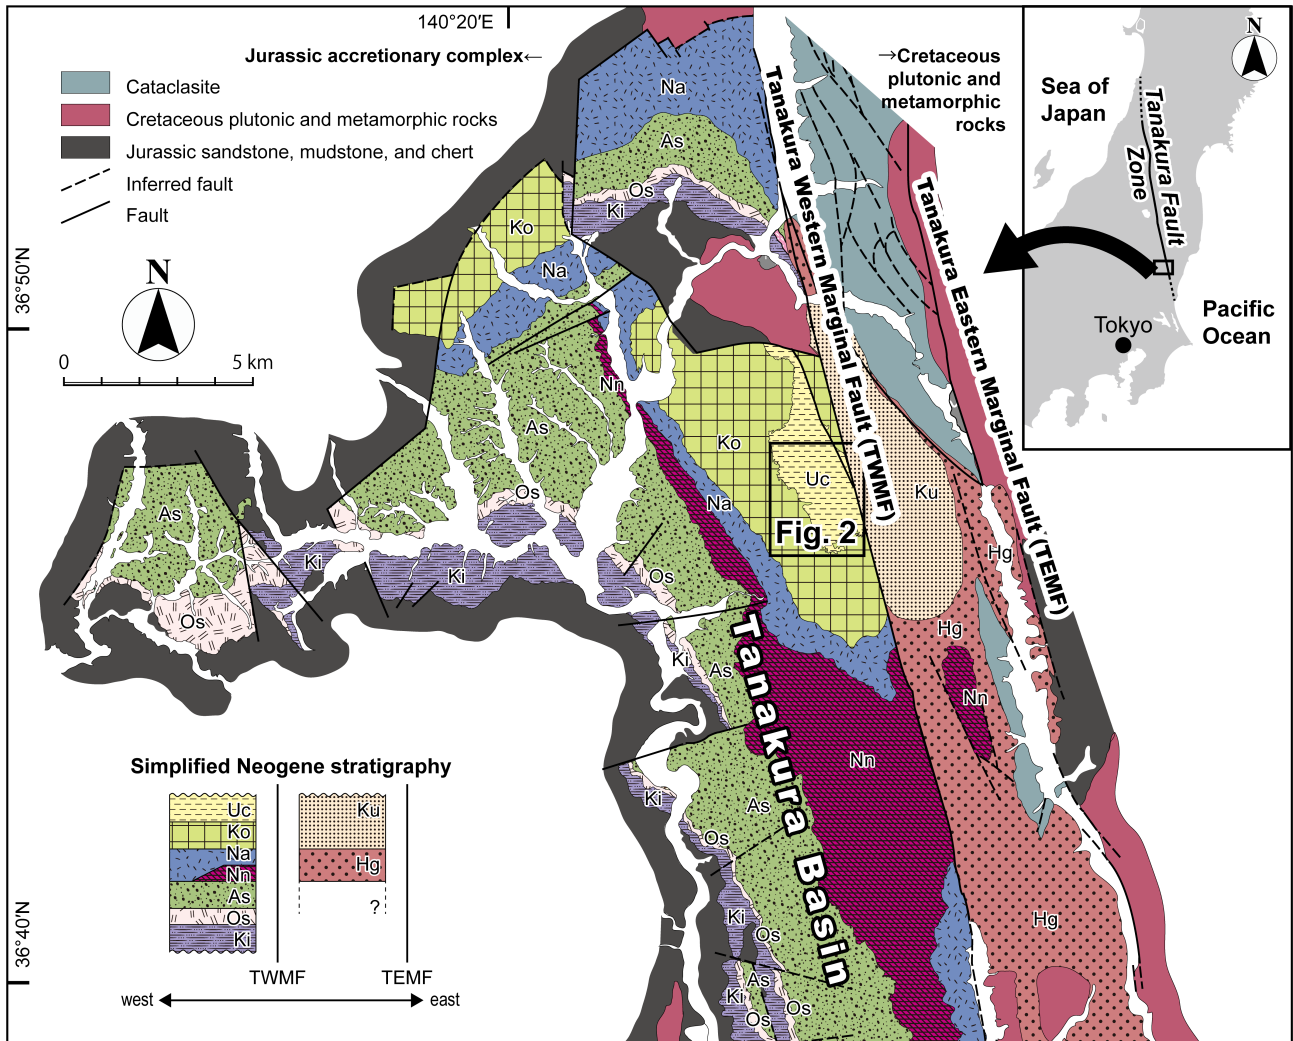 140°20′E
Jurassic accretionary complex←
→Cretaceous
plutonic and
metamorphic
rocks
Cataclasite
Cretaceous plutonic and metamorphic rocks
Jurassic sandstone, mudstone, and chert
Inferred fault
Fault
N
0
5 km
36°50′N
36°40′N
N
Sea of
Japan
Tanakura Fault
Zone
Pacific
Ocean
Tokyo
Tanakura Western Marginal Fault (TWMF)
Tanakura Eastern Marginal Fault (TEMF)
Na
As
Os
Ki
Ko
Na
Nn
As
Ko
Na
Uc
Ku
Fig. 2
Os
As
Ki
Ki
Os
Os
Hg
Hg
Ki
As
Nn
Nn
Tanakura Basin
Ki
As
Os
Ki
Os
Hg
As
Ki
Os
Os
Simplified Neogene stratigraphy
Uc
Ko
Na
Nn
As
Os
Ki
Ku
Hg
?
TWMF
TEMF
west
east